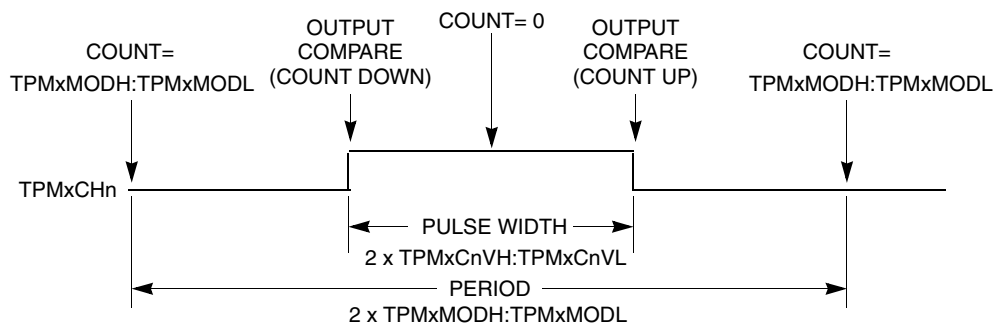 COUNT= 0
OUTPUT
COMPARE
(COUNT DOWN)
OUTPUT
COMPARE
(COUNT UP)
COUNT=
TPMxMODH:TPMxMODL
COUNT=
TPMxMODH:TPMxMODL
TPMxCHn
PULSE WIDTH
2 x TPMxCnVH:TPMxCnVL
PERIOD
2 x TPMxMODH:TPMxMODL